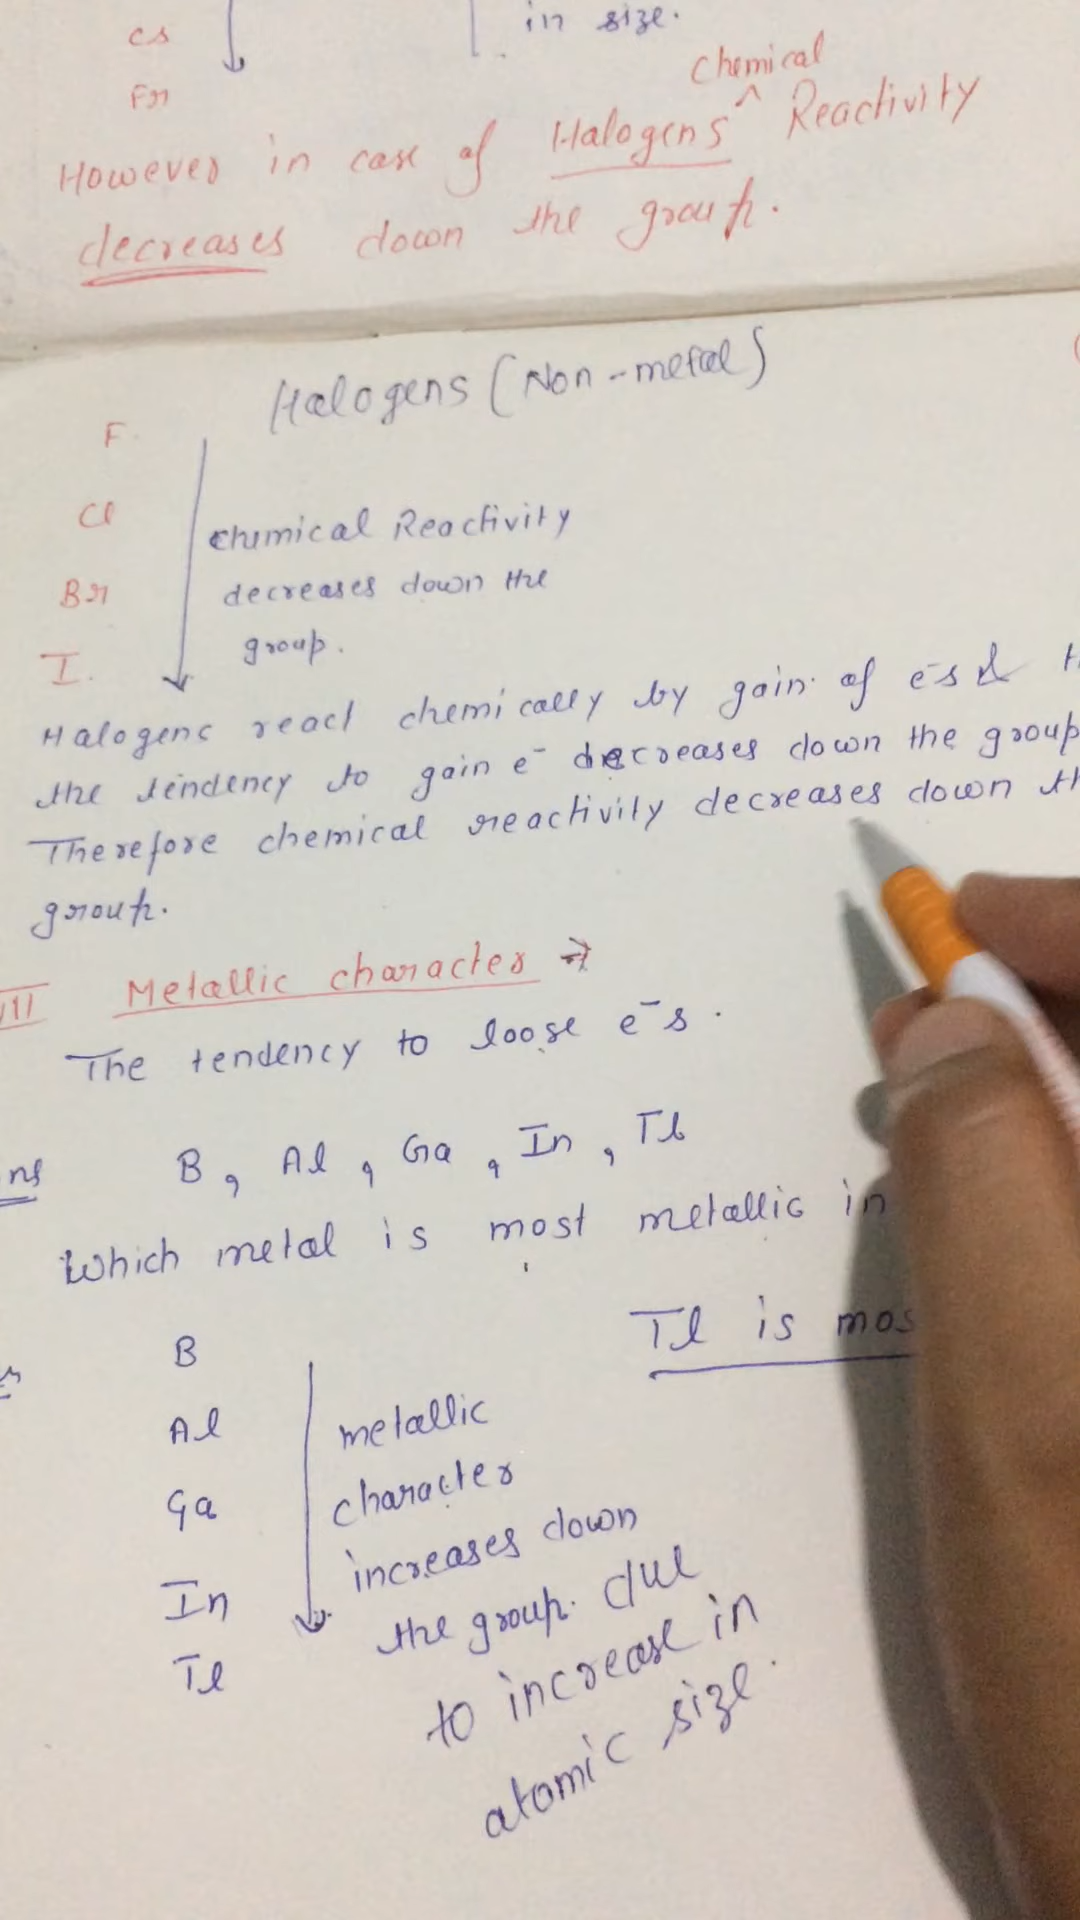 Cs
in size.
Fr
Chemical
However in case of Halogens ^ Reactivity
decreases down the group.
Halogens (Non-metal)
F
Cl
Chemical Reactivity
Br
decreases down the
group.
I.
Halogens react chemically by gain of e⁻s &
the tendency to gain e⁻ decreases down the group
Therefore chemical reactivity decreases down
group.
Metallic character →
The tendency to loose e⁻s.
B, Al, Ga, In, Tl
Which metal is most metallic in
Tl is
B
Al
metallic
Ga
character
increases down
In
the group. due
Tl
to increase in
atomic size.